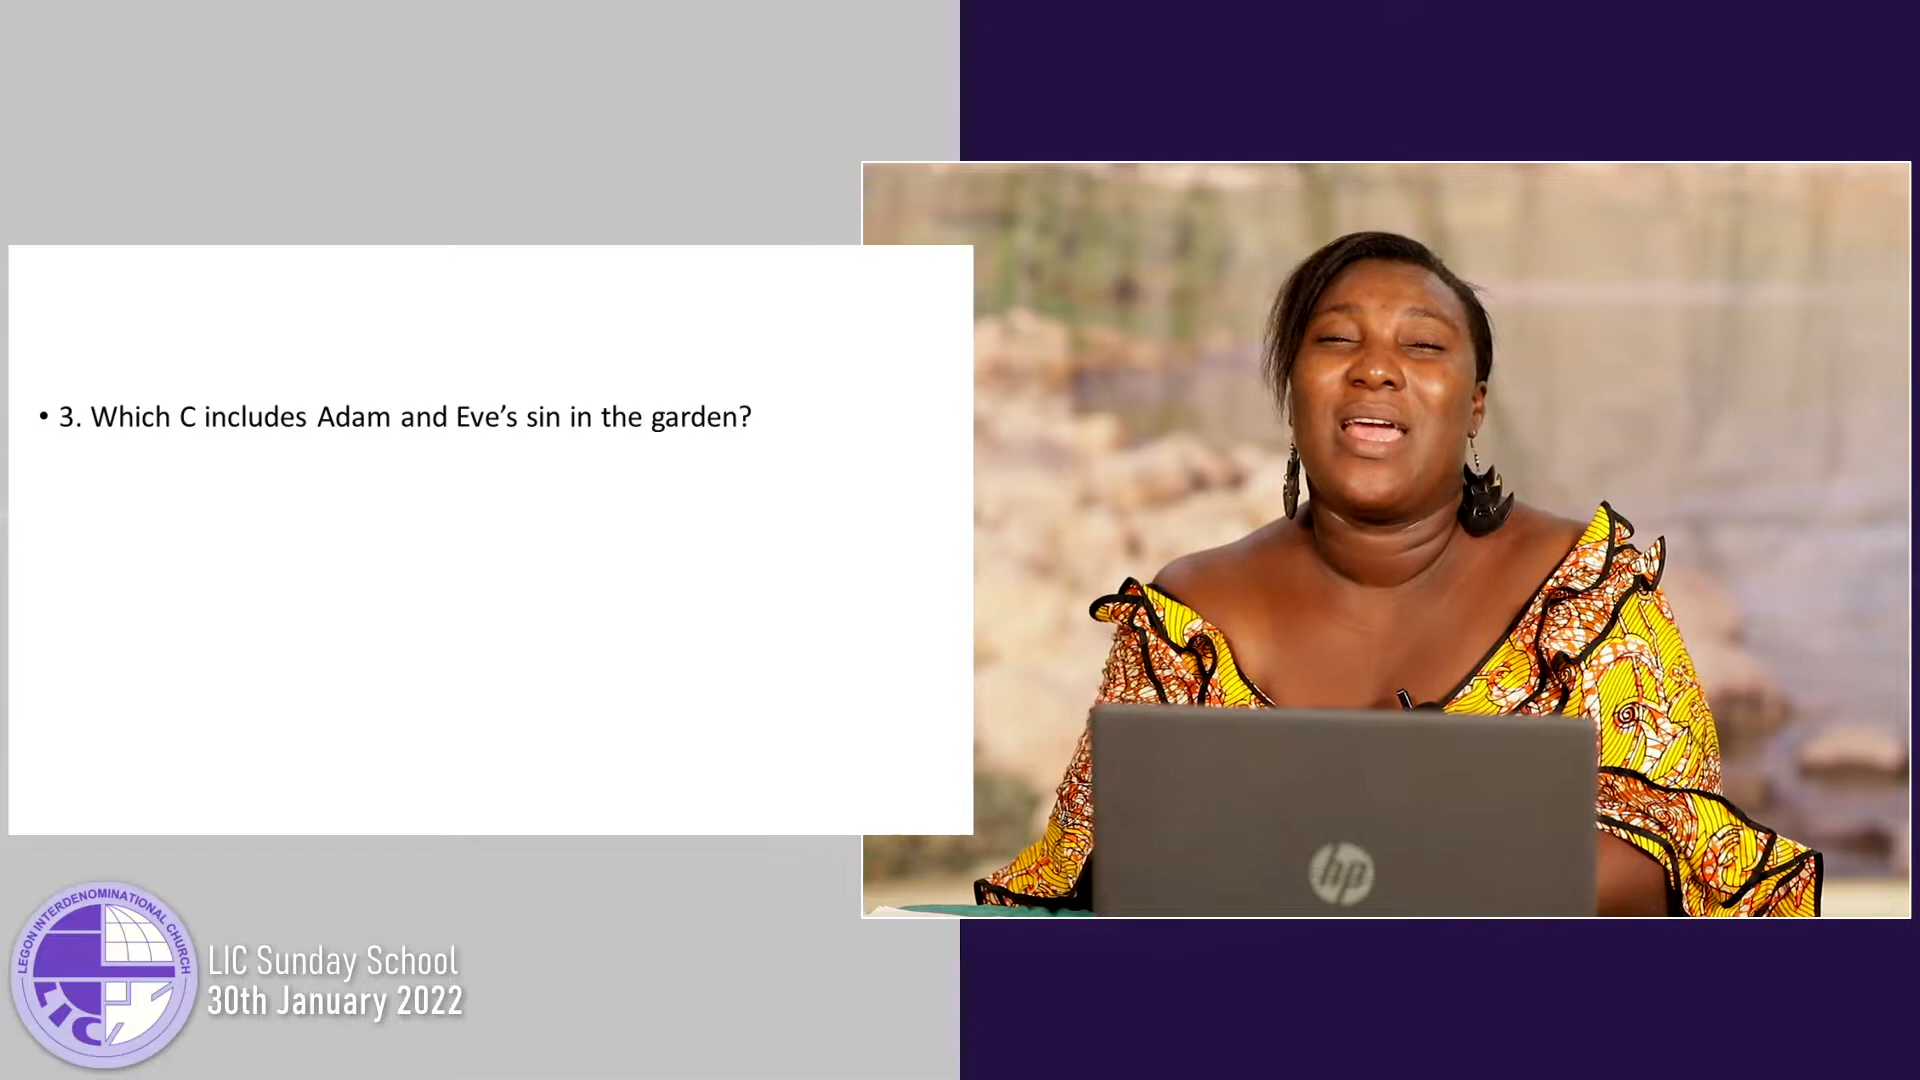 • 3. Which C includes Adam and Eve’s sin in the garden?
hp
LEGON INTERDENOMINATIONAL CHURCH
LIC
LIC Sunday School
30th January 2022